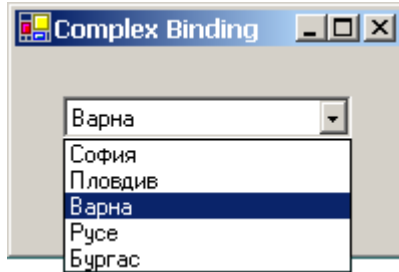 Complex Binding
Варна
София
Пловдив
Варна
Русе
Бургас